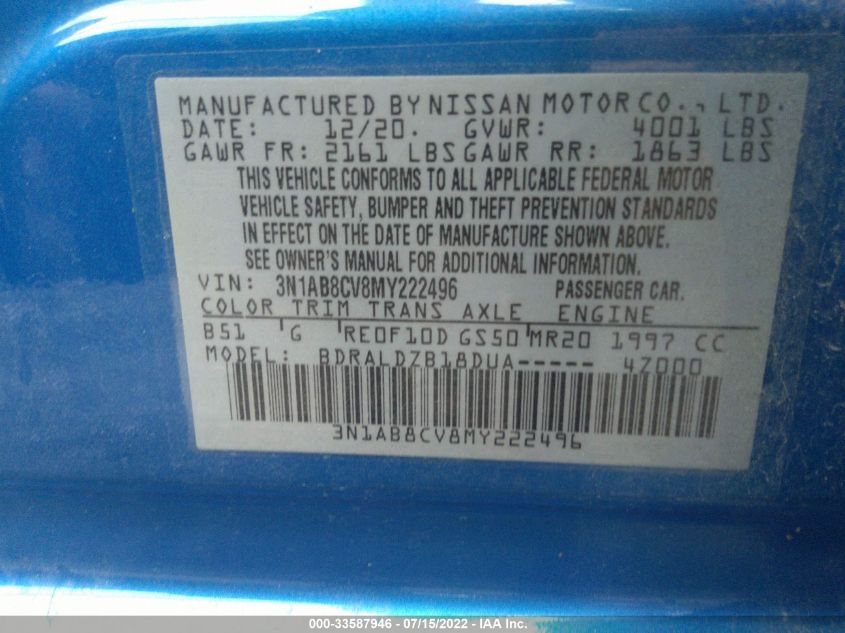 MANUFACTURED BY NISSAN MOTOR CO., LTD.
DATE: 12/20. GVWR: 4001 LBS
GAWR FR: 2161 LBS GAWR RR: 1863 LBS
THIS VEHICLE CONFORMS TO ALL APPLICABLE FEDERAL MOTOR
VEHICLE SAFETY, BUMPER AND THEFT PREVENTION STANDARDS
IN EFFECT ON THE DATE OF MANUFACTURE SHOWN ABOVE.
SEE OWNER'S MANUAL FOR ADDITIONAL INFORMATION.
VIN: 3N1AB8CV8MY222496 PASSENGER CAR.
COLOR TRIM TRANS AXLE ENGINE
B51 G RE0F10D GS50 MR20 1997 CC
MODEL: BDRALDZB18DUA----- 4Z000
3N1AB8CV8MY222496
000-33587946 - 07/15/2022 - IAA Inc.